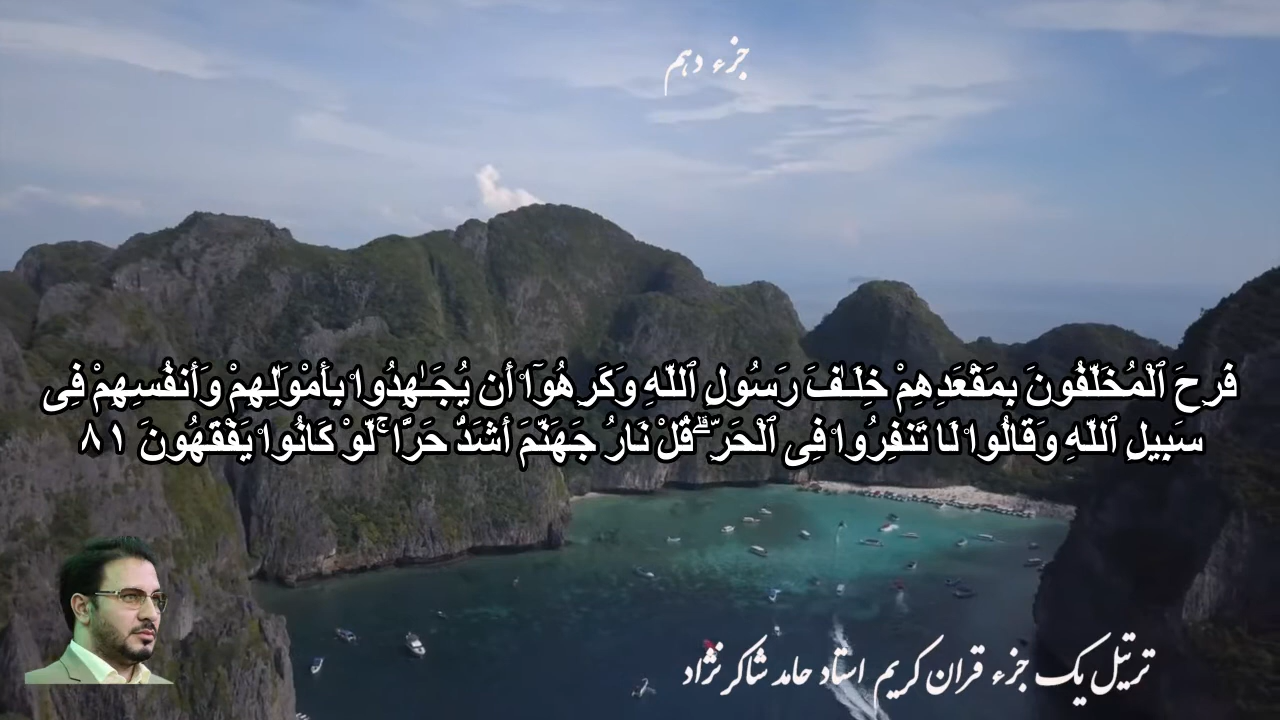 جزء دهم
فَرِحَ ٱلْمُخَلَّفُونَ بِمَقْعَدِهِمْ خِلَـٰفَ رَسُولِ ٱللَّهِ وَكَرِهُوٓا۟ أَن يُجَـٰهِدُوا۟ بِأَمْوَٰلِهِمْ وَأَنفُسِهِمْ فِى
سَبِيلِ ٱللَّهِ وَقَالُوا۟ لَا تَنفِرُوا۟ فِى ٱلْحَرِّ ۗ قُلْ نَارُ جَهَنَّمَ أَشَدُّ حَرًّا ۚ لَّوْ كَانُوا۟ يَفْقَهُونَ ٨١
ترتیل یک جزء قران کریم استاد حامد شاکرنژاد